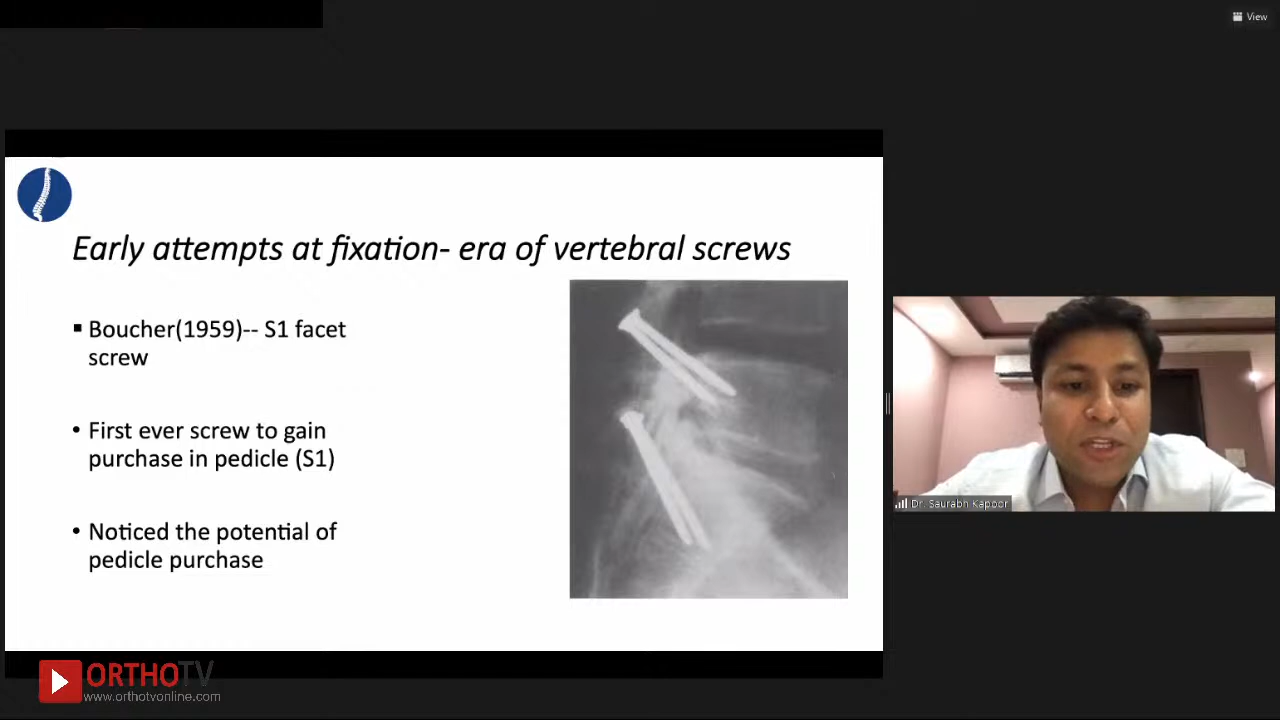 View
Early attempts at fixation- era of vertebral screws
▪ Boucher(1959)-- S1 facet
screw
• First ever screw to gain
purchase in pedicle (S1)
• Noticed the potential of
pedicle purchase
Dr. Saurabh Kapoor
ORTHOTV
www.orthotvonline.com